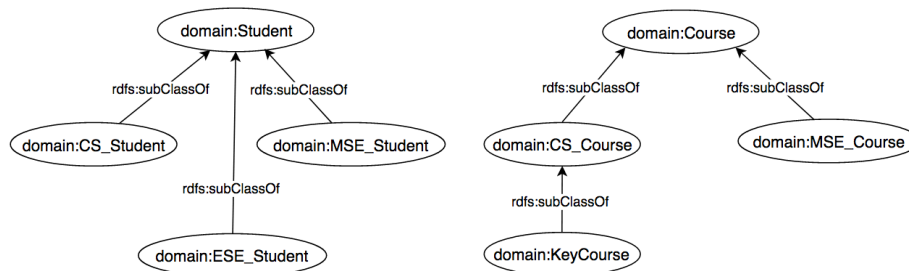 domain:Student
domain:Course
rdfs:subClassOf
rdfs:subClassOf
rdfs:subClassOf
rdfs:subClassOf
domain:CS_Student
domain:MSE_Student
domain:CS_Course
domain:MSE_Course
rdfs:subClassOf
rdfs:subClassOf
domain:ESE_Student
domain:KeyCourse